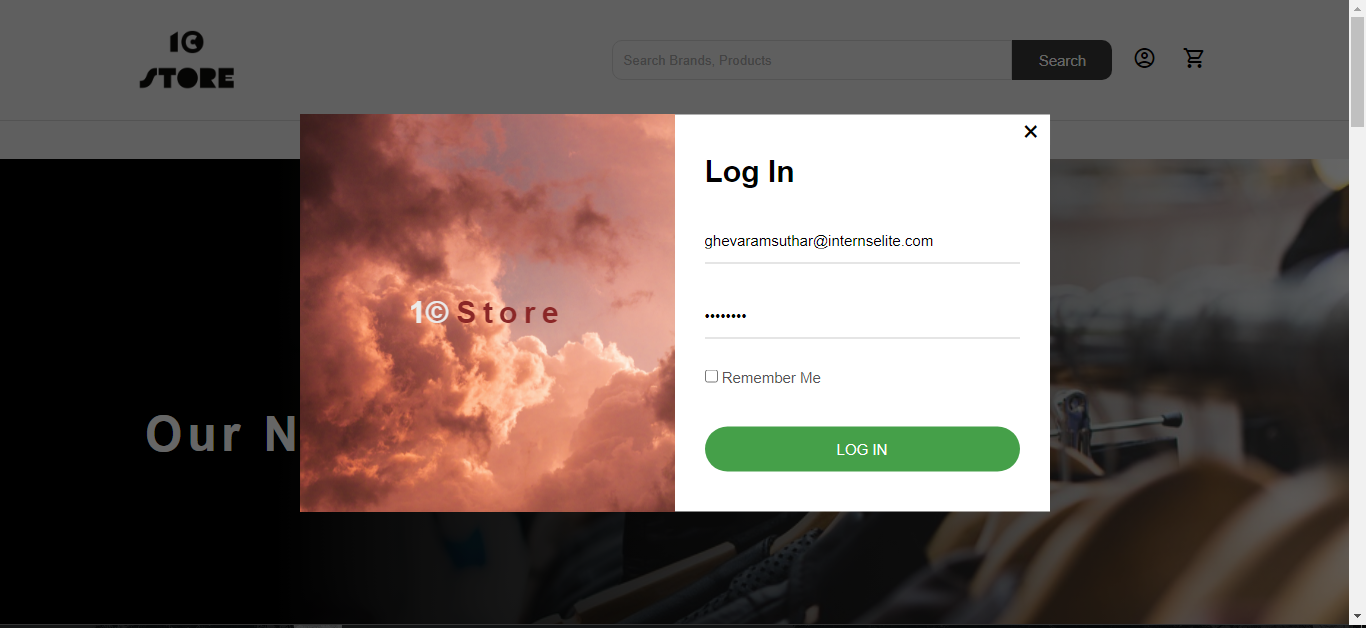 1C
STORE
Search Brands, Products
Search
×
Log In
ghevaramsuthar@internselite.com
••••••••
Remember Me
LOG IN
1© Store
Our N